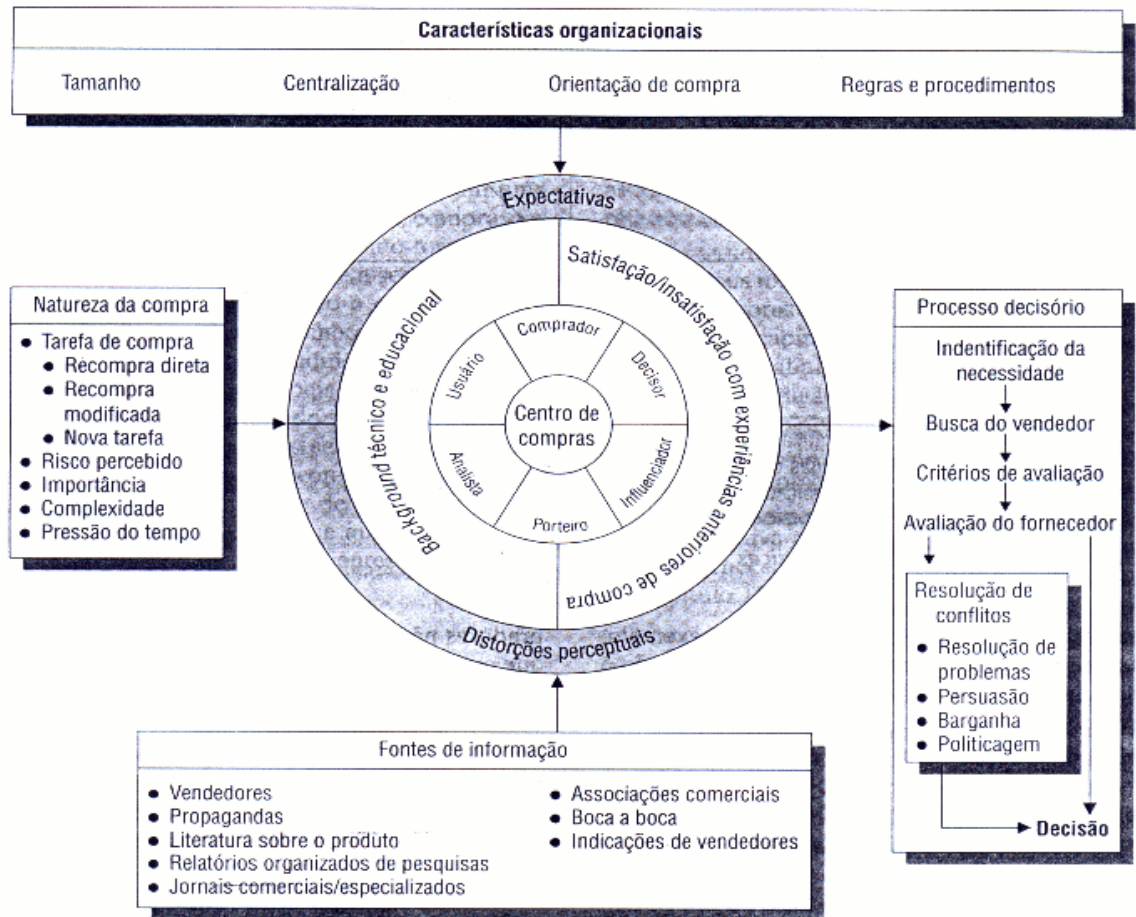 Características organizacionais
Tamanho Centralização Orientação de compra Regras e procedimentos
Expectativas
Background técnico e educacional
Satisfação/insatisfação com experiências anteriores de compra
Comprador
Usuário
Decisor
Centro de
compras
Analista
Influenciador
Porteiro
Distorções perceptuais
Natureza da compra
• Tarefa de compra
• Recompra direta
• Recompra
modificada
• Nova tarefa
• Risco percebido
• Importância
• Complexidade
• Pressão do tempo
Processo decisório
Indentificação da
necessidade
Busca do vendedor
Critérios de avaliação
Avaliação do fornecedor
Resolução de
conflitos
• Resolução de
problemas
• Persuasão
• Barganha
• Politicagem
Decisão
Fontes de informação
• Vendedores
• Propagandas
• Literatura sobre o produto
• Relatórios organizados de pesquisas
• Jornais comerciais/especializados
• Associações comerciais
• Boca a boca
• Indicações de vendedores